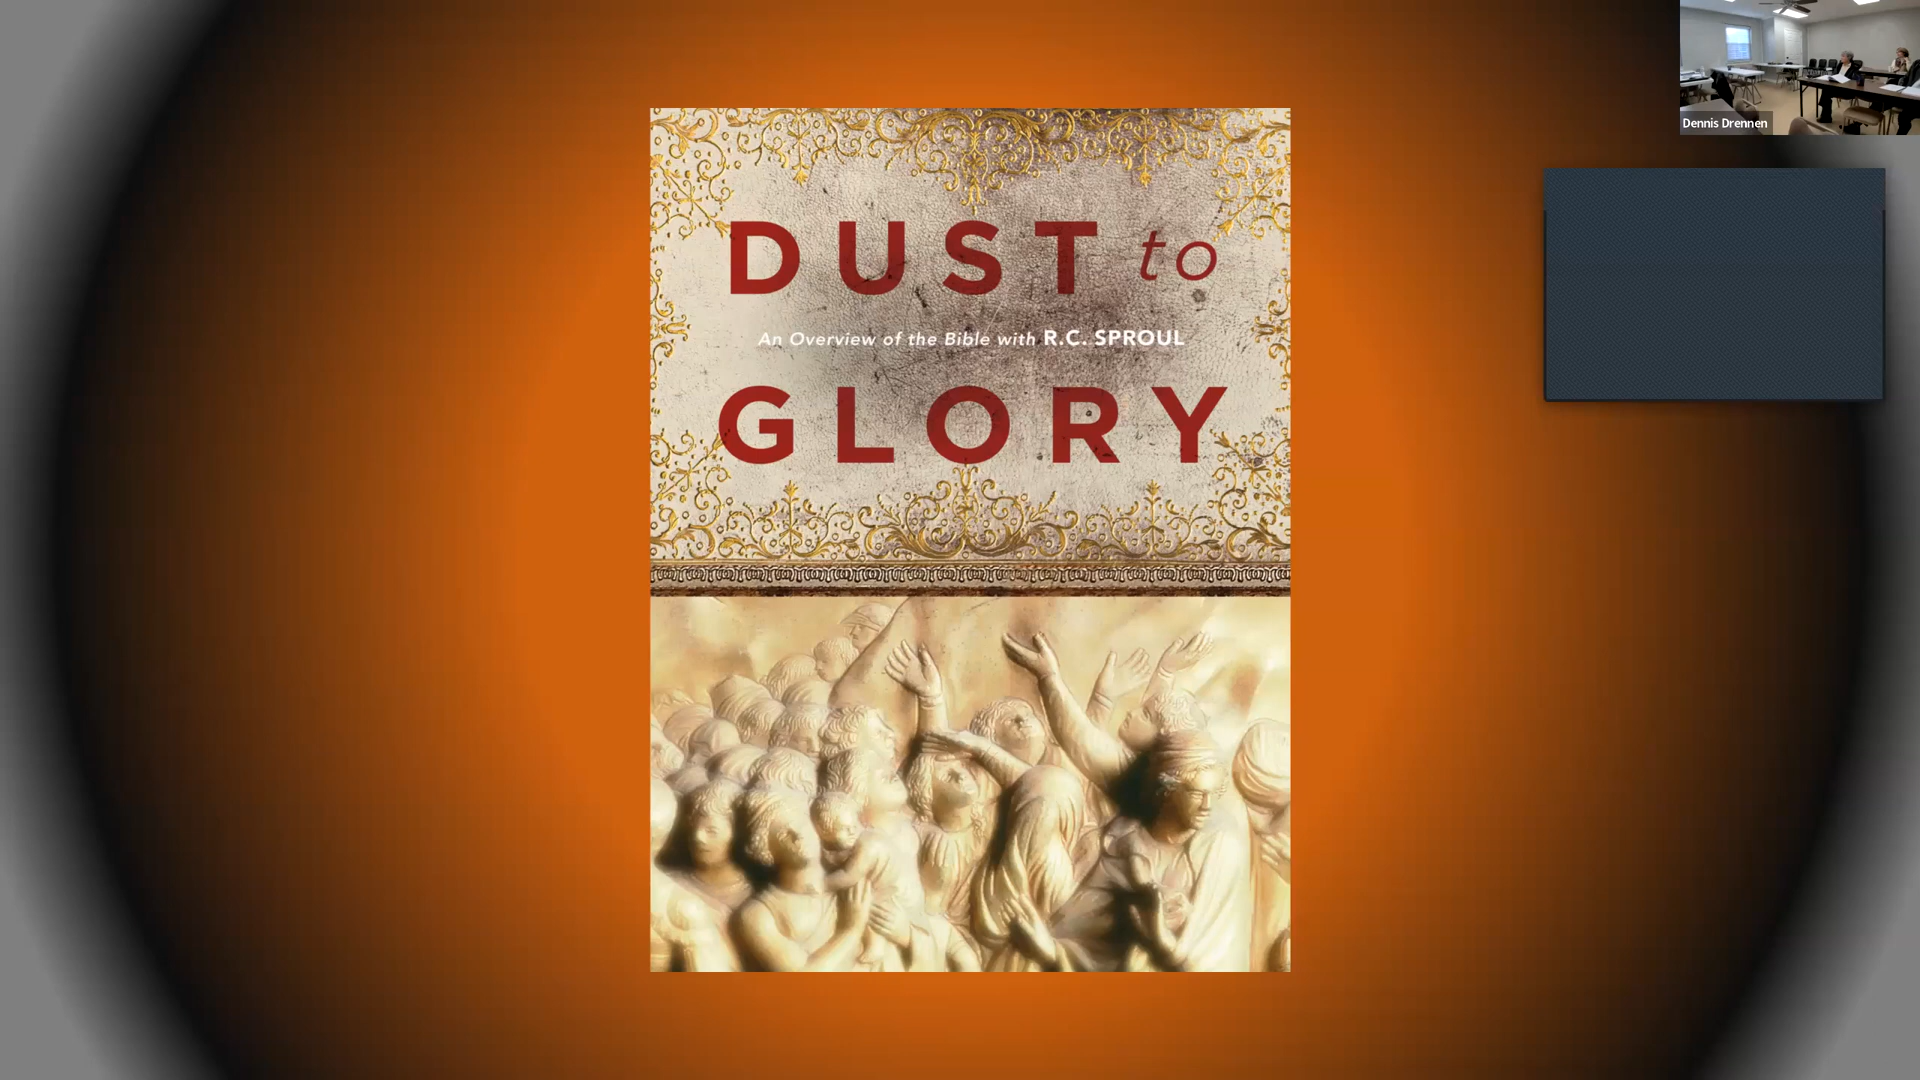 DUST to
An Overview of the Bible with R.C. SPROUL
GLORY
Dennis Drennen